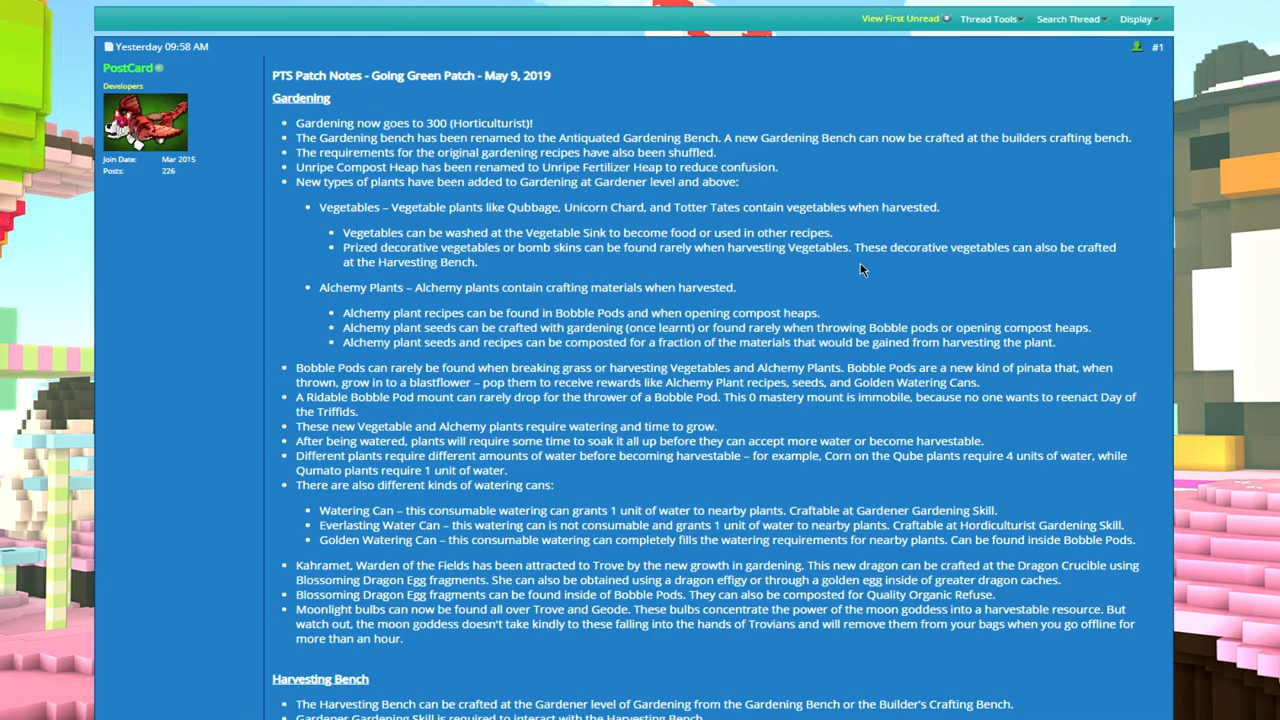 View First Unread Thread Tools Search Thread Display
Yesterday 09:58 AM #1
PostCard
Developers
Join Date: Mar 2015
Posts: 226
PTS Patch Notes - Going Green Patch - May 9, 2019
Gardening
Gardening now goes to 300 (Horticulturist)!
The Gardening bench has been renamed to the Antiquated Gardening Bench. A new Gardening Bench can now be crafted at the builders crafting bench.
The requirements for the original gardening recipes have also been shuffled.
Unripe Compost Heap has been renamed to Unripe Fertilizer Heap to reduce confusion.
New types of plants have been added to Gardening at Gardener level and above:
Vegetables – Vegetable plants like Qubbage, Unicorn Chard, and Totter Tates contain vegetables when harvested.
Vegetables can be washed at the Vegetable Sink to become food or used in other recipes.
Prized decorative vegetables or bomb skins can be found rarely when harvesting Vegetables. These decorative vegetables can also be crafted
at the Harvesting Bench.
Alchemy Plants – Alchemy plants contain crafting materials when harvested.
Alchemy plant recipes can be found in Bobble Pods and when opening compost heaps.
Alchemy plant seeds can be crafted with gardening (once learnt) or found rarely when throwing Bobble pods or opening compost heaps.
Alchemy plant seeds and recipes can be composted for a fraction of the materials that would be gained from harvesting the plant.
Bobble Pods can rarely be found when breaking grass or harvesting Vegetables and Alchemy Plants. Bobble Pods are a new kind of pinata that, when
thrown, grow in to a blastflower – pop them to receive rewards like Alchemy Plant recipes, seeds, and Golden Watering Cans.
A Ridable Bobble Pod mount can rarely drop for the thrower of a Bobble Pod. This 0 mastery mount is immobile, because no one wants to reenact Day of
the Triffids.
These new Vegetable and Alchemy plants require watering and time to grow.
After being watered, plants will require some time to soak it all up before they can accept more water or become harvestable.
Different plants require different amounts of water before becoming harvestable – for example, Corn on the Qube plants require 4 units of water, while
Qumato plants require 1 unit of water.
There are also different kinds of watering cans:
Watering Can – this consumable watering can grants 1 unit of water to nearby plants. Craftable at Gardener Gardening Skill.
Everlasting Water Can – this watering can is not consumable and grants 1 unit of water to nearby plants. Craftable at Hordiculturist Gardening Skill.
Golden Watering Can – this consumable watering can completely fills the watering requirements for nearby plants. Can be found inside Bobble Pods.
Kahramet, Warden of the Fields has been attracted to Trove by the new growth in gardening. This new dragon can be crafted at the Dragon Crucible using
Blossoming Dragon Egg fragments. She can also be obtained using a dragon effigy or through a golden egg inside of greater dragon caches.
Blossoming Dragon Egg fragments can be found inside of Bobble Pods. They can also be composted for Quality Organic Refuse.
Moonlight bulbs can now be found all over Trove and Geode. These bulbs concentrate the power of the moon goddess into a harvestable resource. But
watch out, the moon goddess doesn't take kindly to these falling into the hands of Trovians and will remove them from your bags when you go offline for
more than an hour.
Harvesting Bench
The Harvesting Bench can be crafted at the Gardener level of Gardening from the Gardening Bench or the Builder's Crafting Bench.
Gardener Gardening Skill is required to interact with the Harvesting Bench.